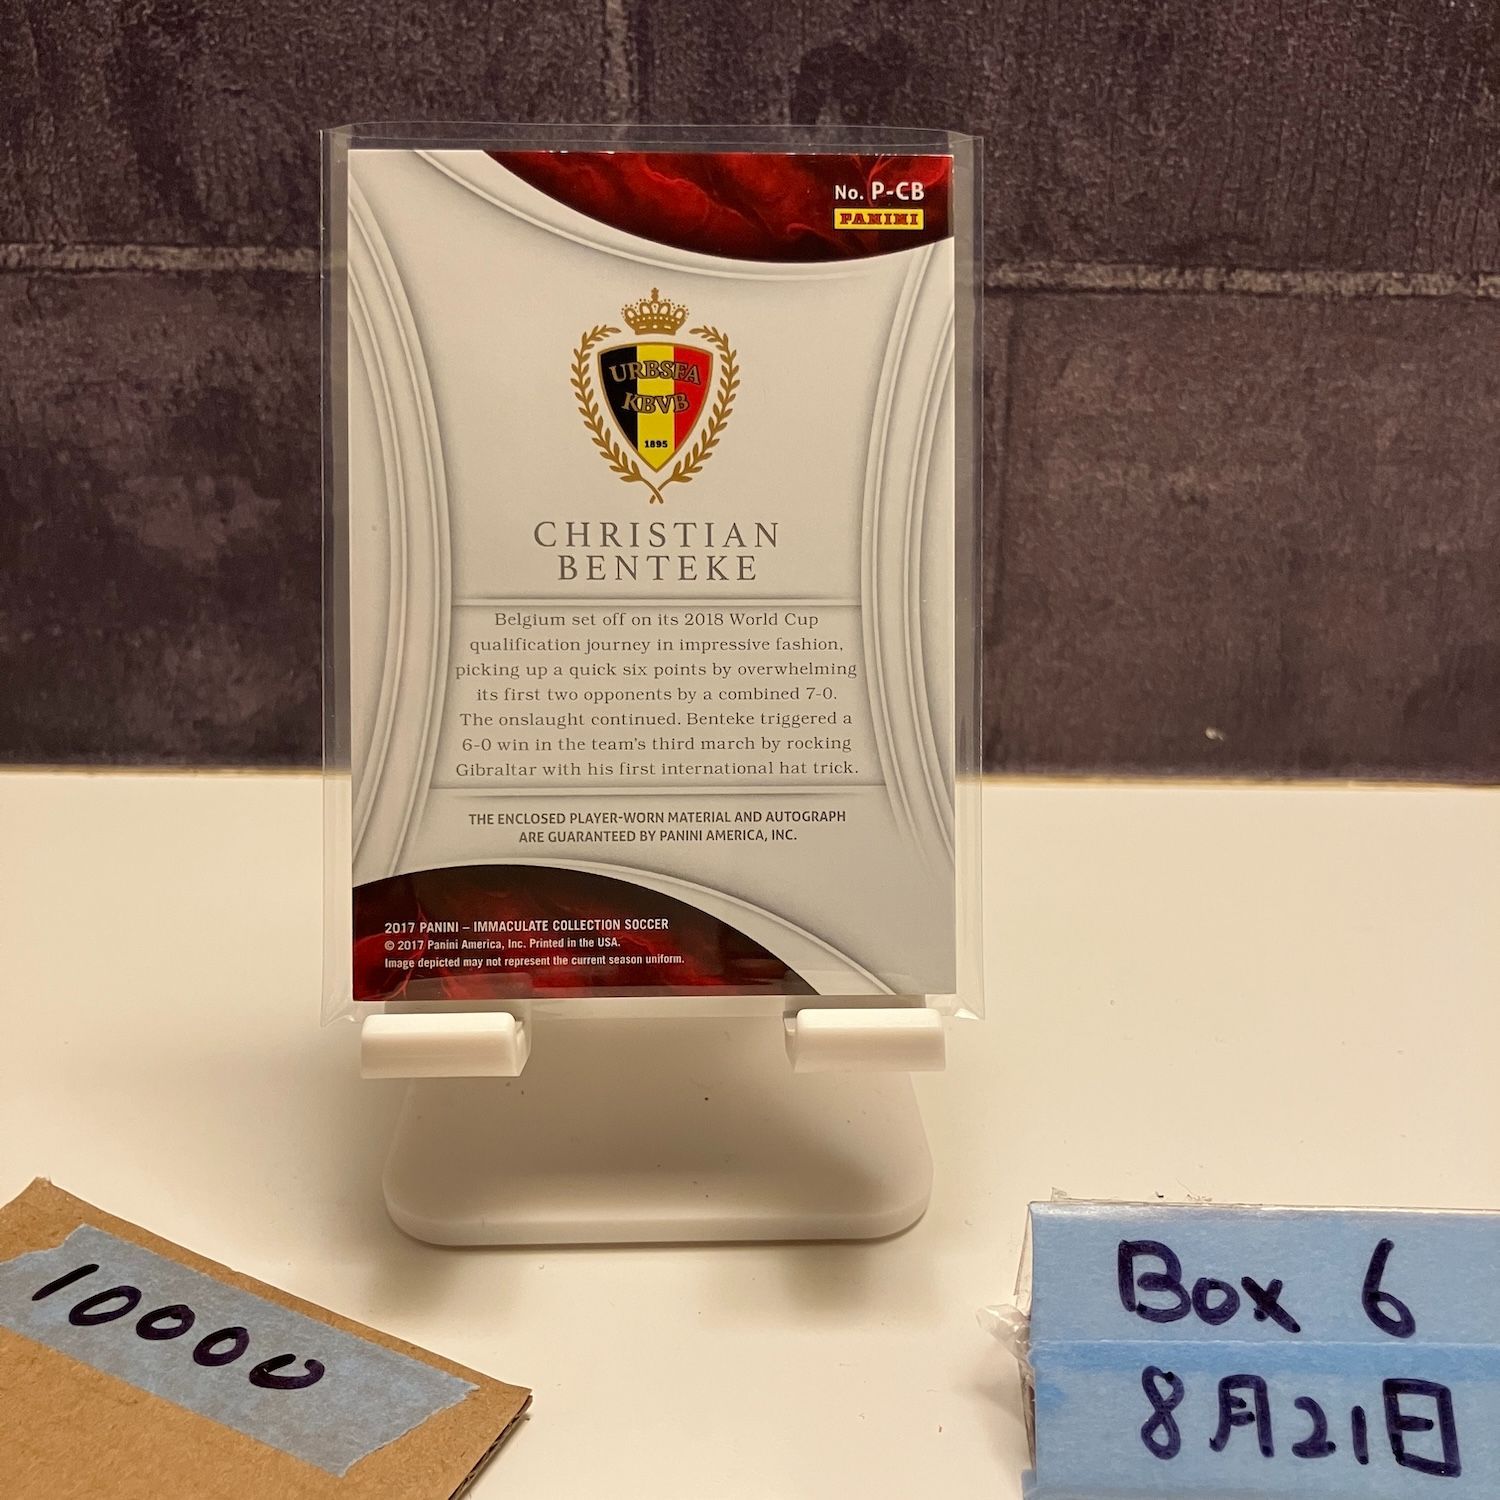 No. P-CB
PANINI
URBSFA
KBVB
1895
CHRISTIAN
BENTEKE
Belgium set off on its 2018 World Cup
qualification journey in impressive fashion,
picking up a quick six points by overwhelming
its first two opponents by a combined 7-0.
The onslaught continued. Benteke triggered a
6-0 win in the team's third march by rocking
Gibraltar with his first international hat trick.
THE ENCLOSED PLAYER-WORN MATERIAL AND AUTOGRAPH
ARE GUARANTEED BY PANINI AMERICA, INC.
2017 PANINI – IMMACULATE COLLECTION SOCCER
© 2017 Panini America, Inc. Printed in the USA.
Image depicted may not represent the current season uniform.
10000
Box 6
8月21日